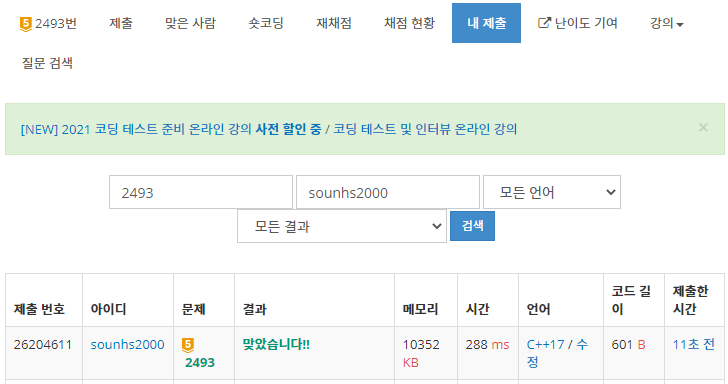 5 2493번 제출 맞은 사람 숏코딩 재채점 채점 현황 내 제출 난이도 기여 강의
질문 검색
[NEW] 2021 코딩 테스트 준비 온라인 강의 사전 할인 중 / 코딩 테스트 및 인터뷰 온라인 강의 ×
2493 sounhs2000 모든 언어
모든 결과 검색
제출 번호 아이디 문제 결과 메모리 시간 언어 코드 길이 제출한 시간
26204611 sounhs2000 5 2493 맞았습니다!! 10352 KB 288 ms C++17 / 수정 601 B 11초 전